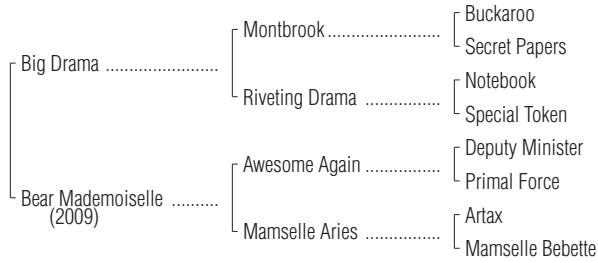 Buckaroo
Montbrook
Secret Papers
Big Drama
Notebook
Riveting Drama
Special Token
Deputy Minister
Awesome Again
Primal Force
Bear Mademoiselle
(2009)
Artax
Mamselle Aries
Mamselle Bebette